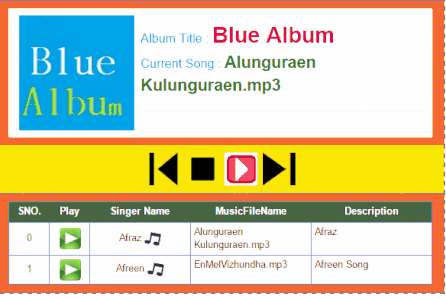 Blue
Album
Album Title : Blue Album
Current Song : Alunguraen
Kulunguraen.mp3
SNO. Play Singer Name MusicFileName Description
0 Afraz Alunguraen Kulunguraen.mp3 Afraz
1 Afreen EnMelVizhundha.mp3 Afreen Song